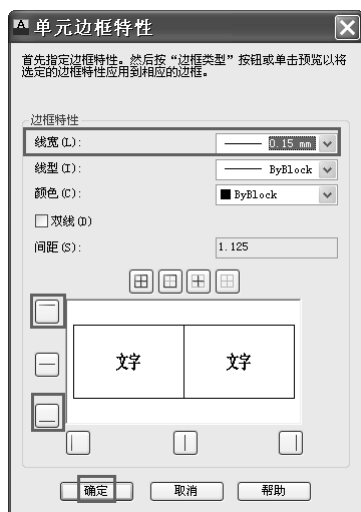 单元边框特性
首先指定边框特性。然后按“边框类型”按钮或单击预览以将
选定的边框特性应用到相应的边框。
边框特性
线宽(L): 0.15 mm
线型(I): ByBlock
颜色(C): ByBlock
双线(D)
间距(S): 1.125
文字 文字
确定 取消 帮助